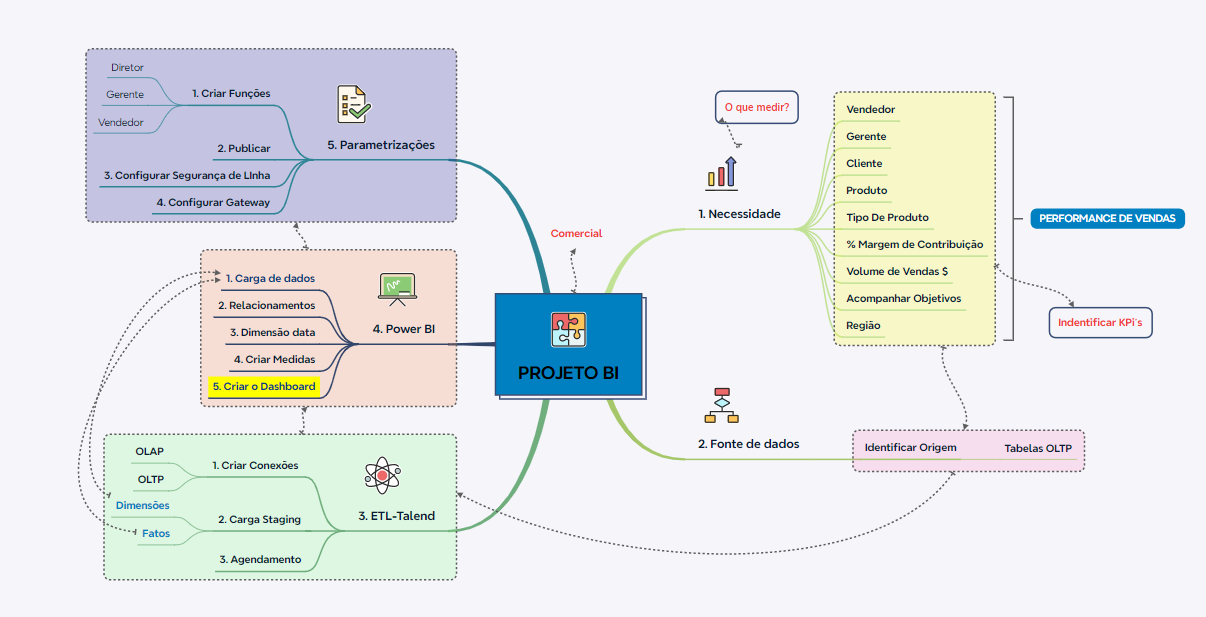 PROJETO BI
Comercial
1. Necessidade
O que medir?
Vendedor
Gerente
Cliente
Produto
Tipo De Produto
% Margem de Contribuição
Volume de Vendas $
Acompanhar Objetivos
Região
PERFORMANCE DE VENDAS
Indentificar KPi´s
2. Fonte de dados
Identificar Origem
Tabelas OLTP
3. ETL-Talend
1. Criar Conexões
OLAP
OLTP
2. Carga Staging
Dimensões
Fatos
3. Agendamento
4. Power BI
1. Carga de dados
2. Relacionamentos
3. Dimensão data
4. Criar Medidas
5. Criar o Dashboard
5. Parametrizações
1. Criar Funções
Diretor
Gerente
Vendedor
2. Publicar
3. Configurar Segurança de LInha
4. Configurar Gateway